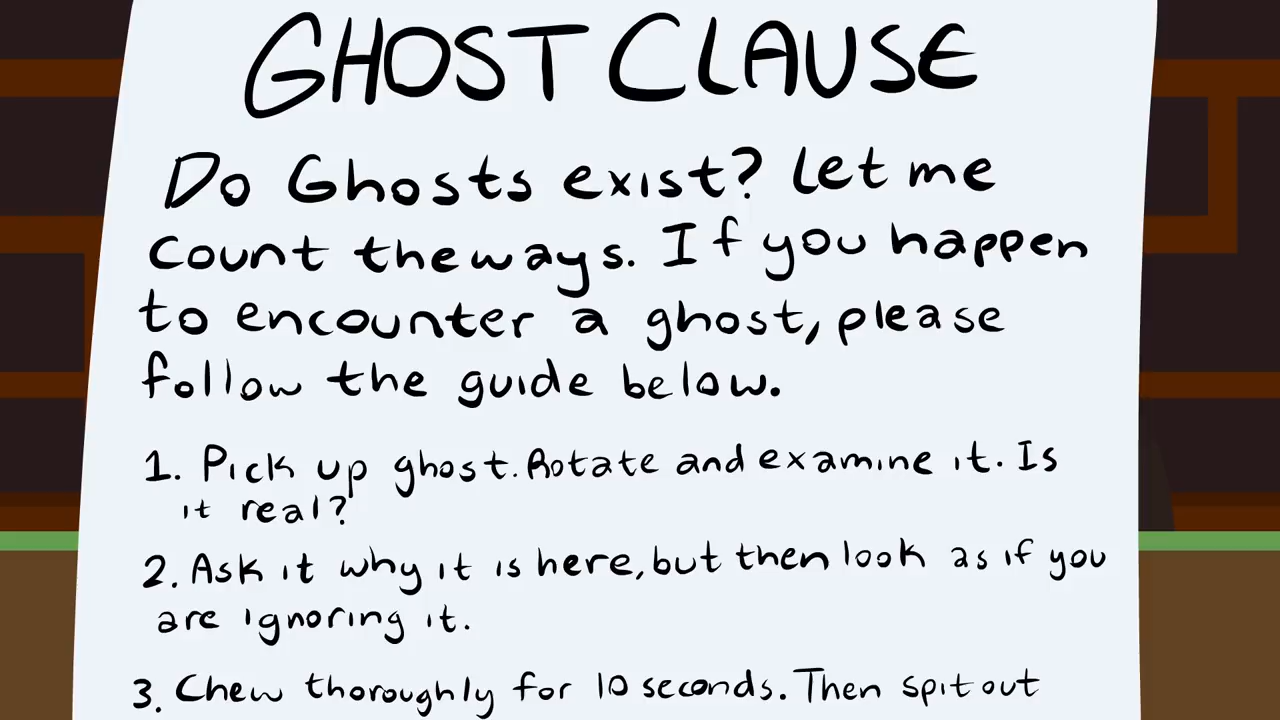 GHOST CLAUSE
Do Ghosts exist? Let me
count the ways. If you happen
to encounter a ghost, please
follow the guide below.
1. Pick up ghost. Rotate and examine it. Is
it real?
2. Ask it why it is here, but then look as if you
are ignoring it.
3. Chew thoroughly for 10 seconds. Then spit out